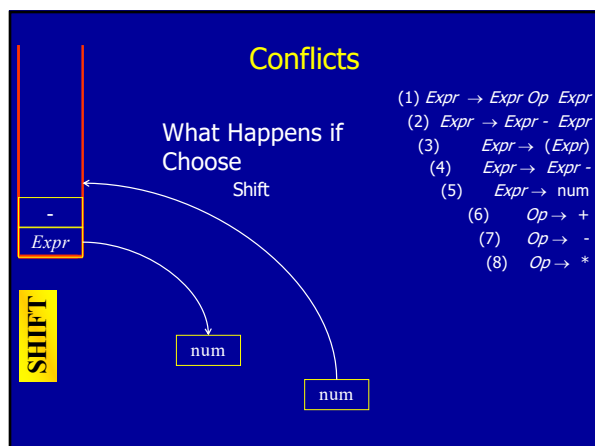 Conflicts
What Happens if
Choose
Shift
(1) Expr → Expr Op Expr
(2) Expr → Expr - Expr
(3) Expr → (Expr)
(4) Expr → Expr -
(5) Expr → num
(6) Op → +
(7) Op → -
(8) Op → *
-
Expr
SHIFT
num
num